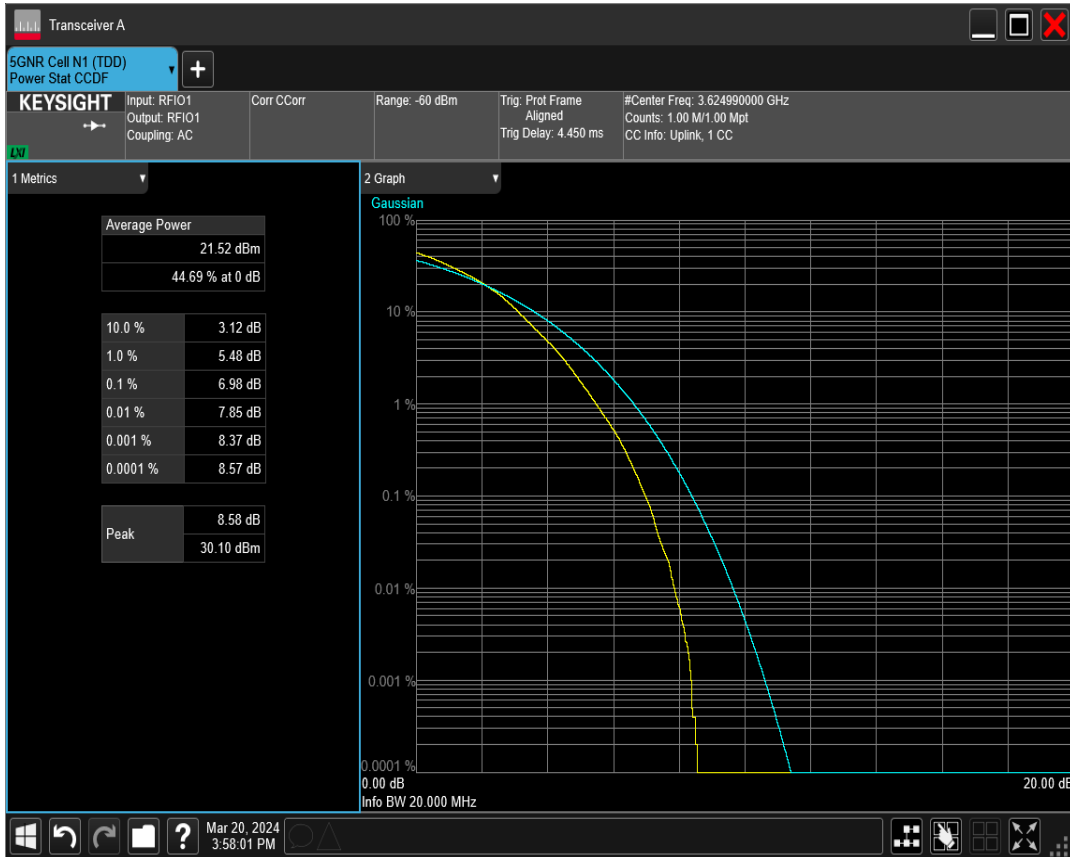 Transceiver A
5GNR Cell N1 (TDD)
Power Stat CCDF
+
KEYSIGHT
LXI
Input: RFIO1
Output: RFIO1
Coupling: AC
Corr CCorr
Range: -60 dBm
Trig: Prot Frame
Aligned
Trig Delay: 4.450 ms
#Center Freq: 3.624990000 GHz
Counts: 1.00 M/1.00 Mpt
CC Info: Uplink, 1 CC
1 Metrics
Average Power
21.52 dBm
44.69 % at 0 dB
10.0 % 3.12 dB
1.0 % 5.48 dB
0.1 % 6.98 dB
0.01 % 7.85 dB
0.001 % 8.37 dB
0.0001 % 8.57 dB
Peak
8.58 dB
30.10 dBm
2 Graph
Gaussian
100 %
10 %
1 %
0.1 %
0.01 %
0.001 %
0.0001 %
0.00 dB 20.00 dB
Info BW 20.000 MHz
?
Mar 20, 2024
3:58:01 PM